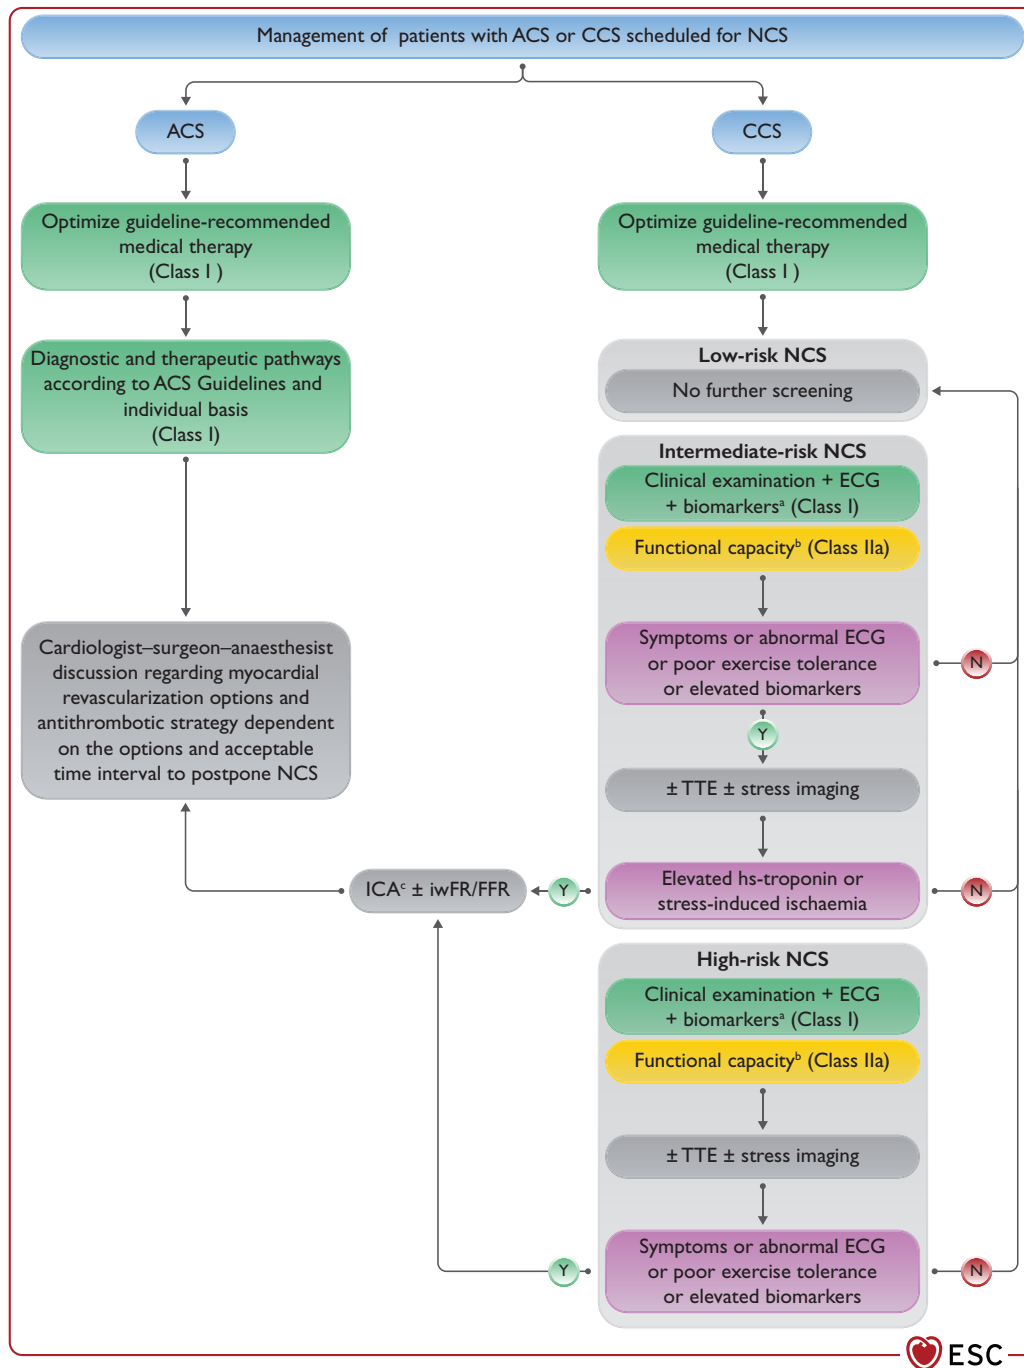 Management of patients with ACS or CCS scheduled for NCS
ACS
CCS
Optimize guideline-recommended
medical therapy
(Class I )
Optimize guideline-recommended
medical therapy
(Class I )
Diagnostic and therapeutic pathways
according to ACS Guidelines and
individual basis
(Class I)
Low-risk NCS
No further screening
Intermediate-risk NCS
Clinical examination + ECG
+ biomarkersᵃ (Class I)
Functional capacityᵇ (Class IIa)
Cardiologist–surgeon–anaesthesist
discussion regarding myocardial
revascularization options and
antithrombotic strategy dependent
on the options and acceptable
time interval to postpone NCS
Symptoms or abnormal ECG
or poor exercise tolerance
or elevated biomarkers
N
Y
± TTE ± stress imaging
ICAᶜ ± iwFR/FFR
Y
Elevated hs-troponin or
stress-induced ischaemia
N
High-risk NCS
Clinical examination + ECG
+ biomarkersᵃ (Class I)
Functional capacityᵇ (Class IIa)
± TTE ± stress imaging
Y
Symptoms or abnormal ECG
or poor exercise tolerance
or elevated biomarkers
N
ESC